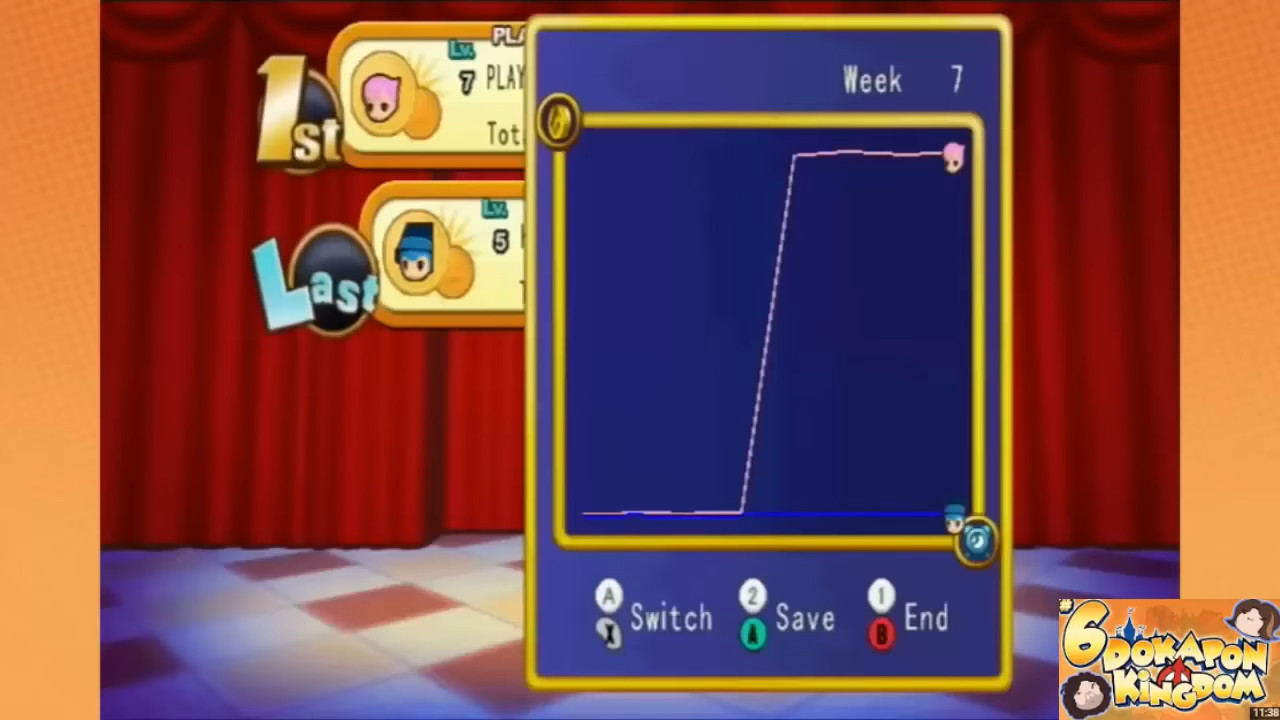 1st
Lv. PLA
7 PLAY
Tot
Last
Lv.
5
Week 7
6
A
X Switch
2
A Save
1
B End
#6
DOKAPON
KINGDOM
11:38